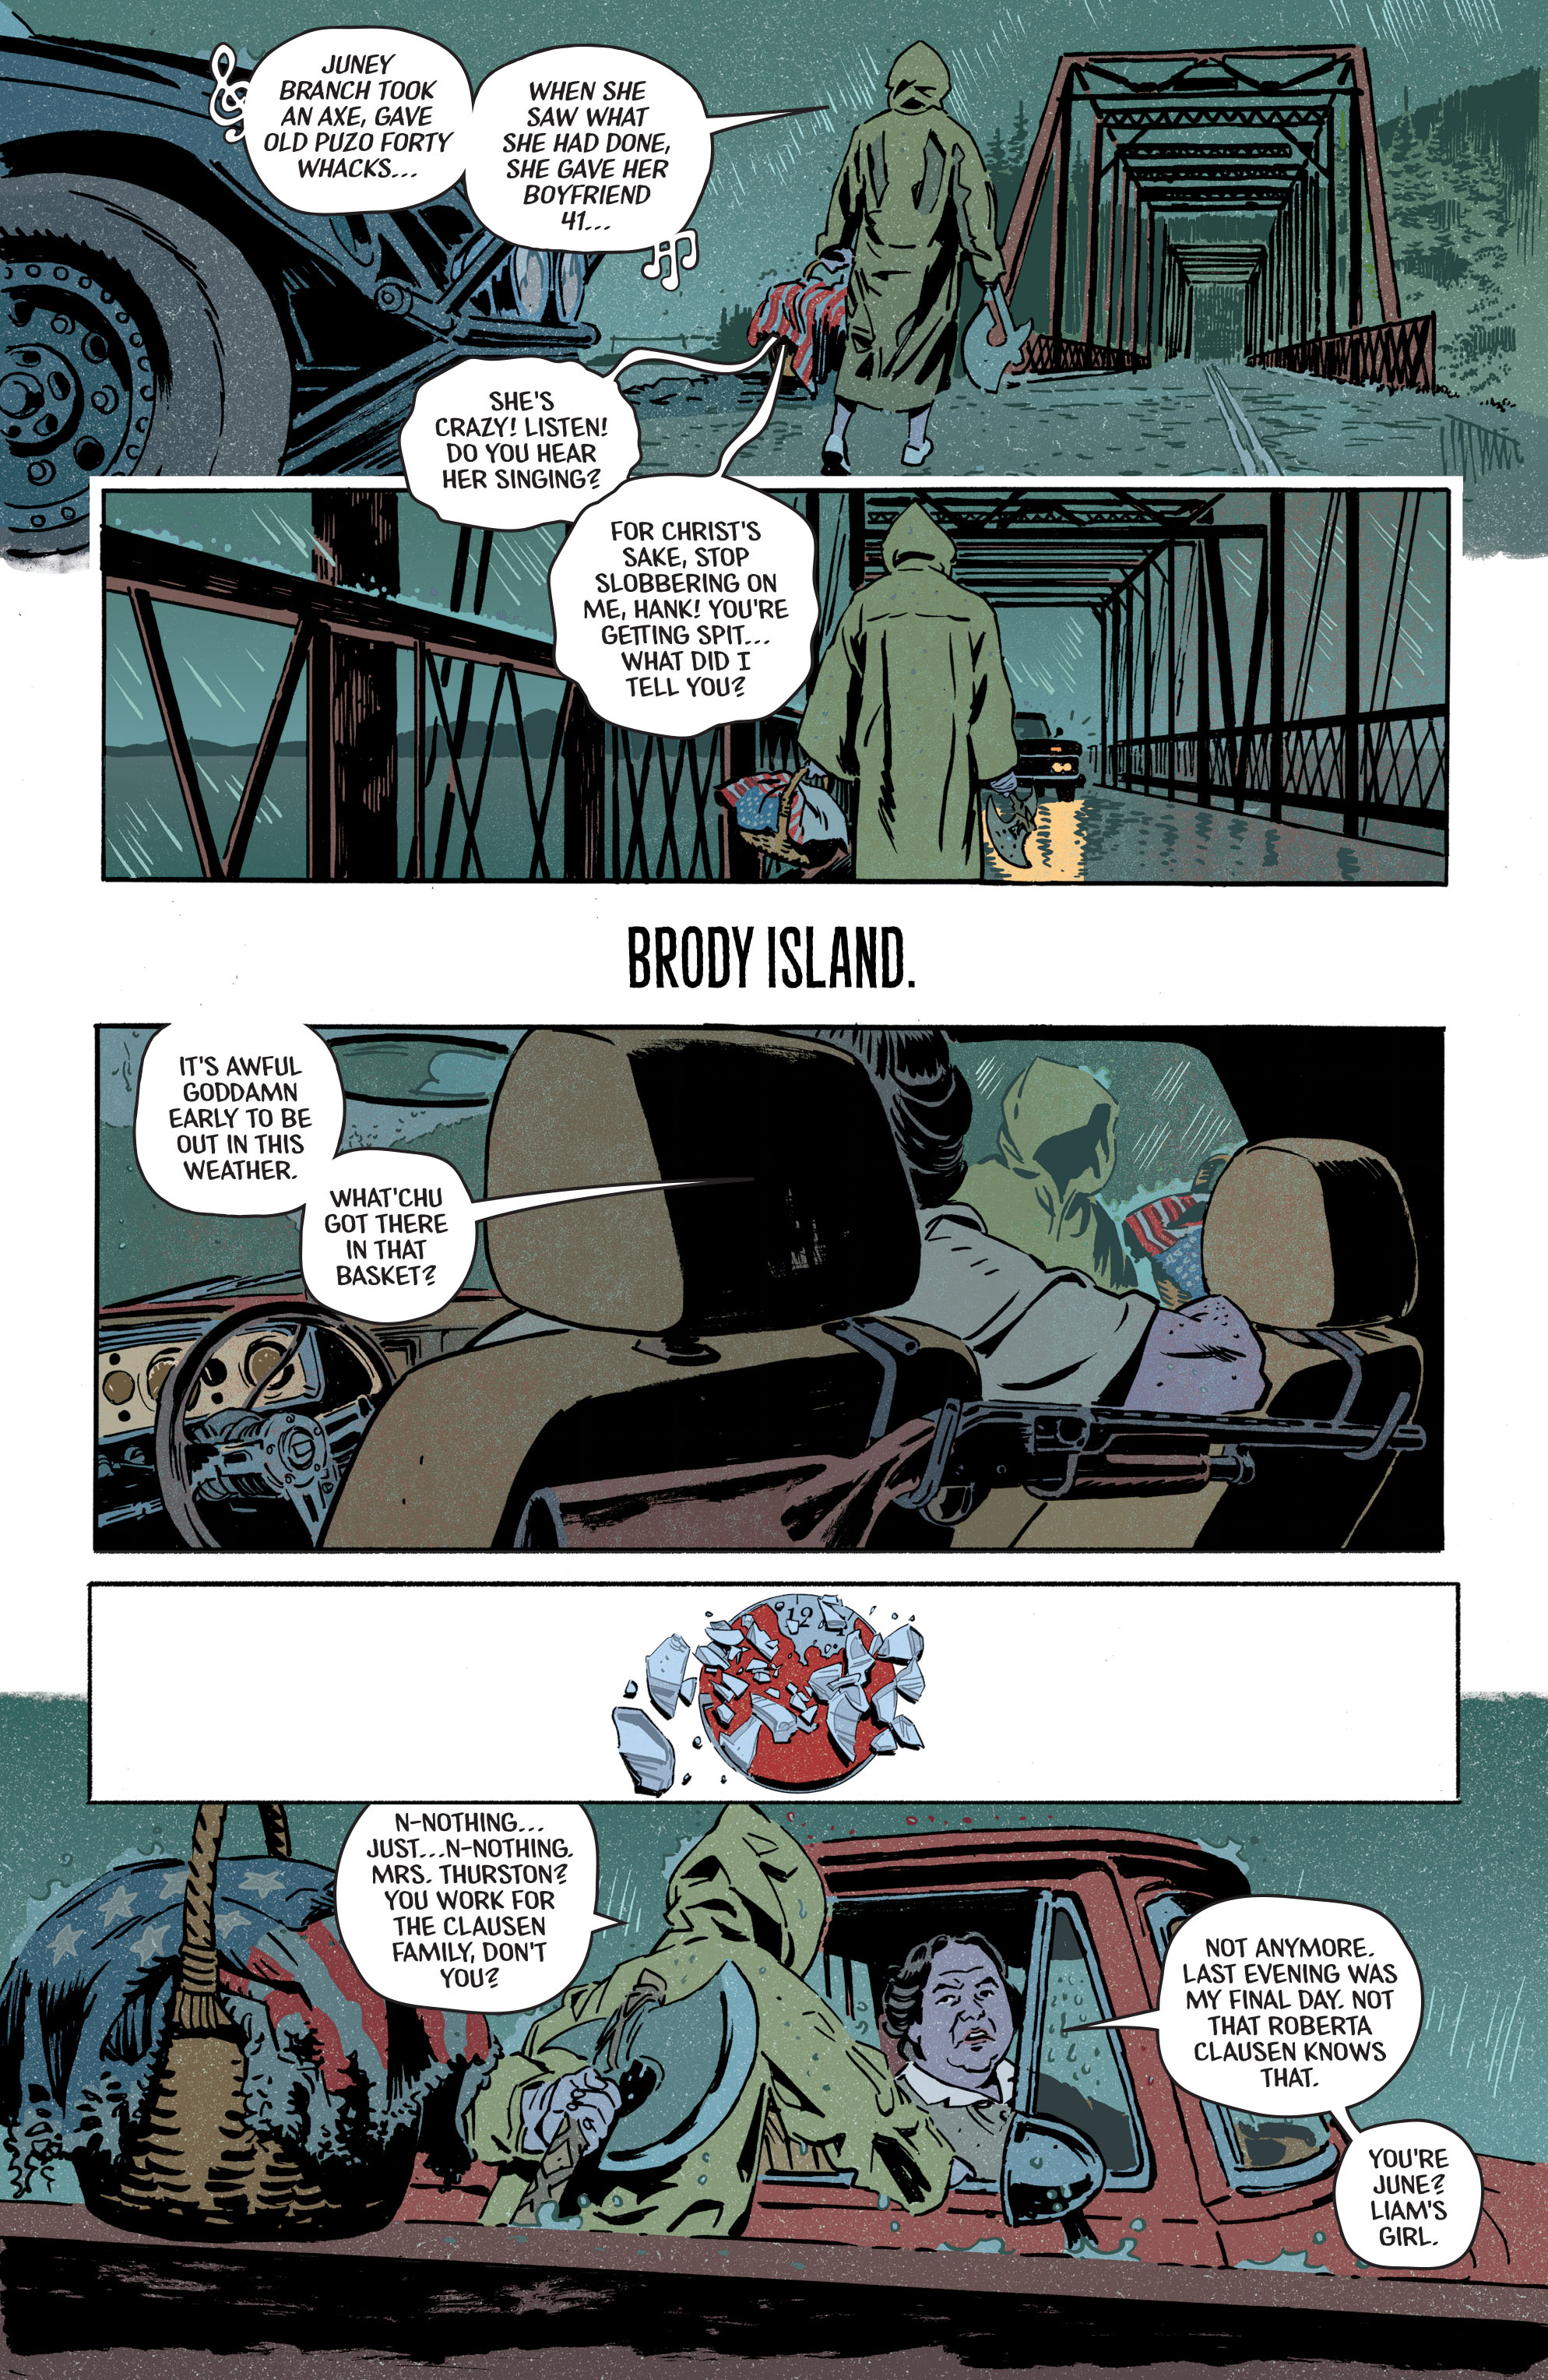 JUNEY
BRANCH TOOK
AN AXE, GAVE
OLD PUZO FORTY
WHACKS...
WHEN SHE
SAW WHAT
SHE HAD DONE,
SHE GAVE HER
BOYFRIEND
41...
SHE'S
CRAZY! LISTEN!
DO YOU HEAR
HER SINGING?
FOR CHRIST'S
SAKE, STOP
SLOBBERING ON
ME, HANK! YOU'RE
GETTING SPIT...
WHAT DID I
TELL YOU?
BRODY ISLAND.
IT'S AWFUL
GODDAMN
EARLY TO BE
OUT IN THIS
WEATHER.
WHAT'CHU
GOT THERE
IN THAT
BASKET?
12
N-NOTHING...
JUST...N-NOTHING.
MRS. THURSTON?
YOU WORK FOR
THE CLAUSEN
FAMILY, DON'T
YOU?
NOT ANYMORE.
LAST EVENING WAS
MY FINAL DAY. NOT
THAT ROBERTA
CLAUSEN KNOWS
THAT.
YOU'RE
JUNE?
LIAM'S
GIRL.